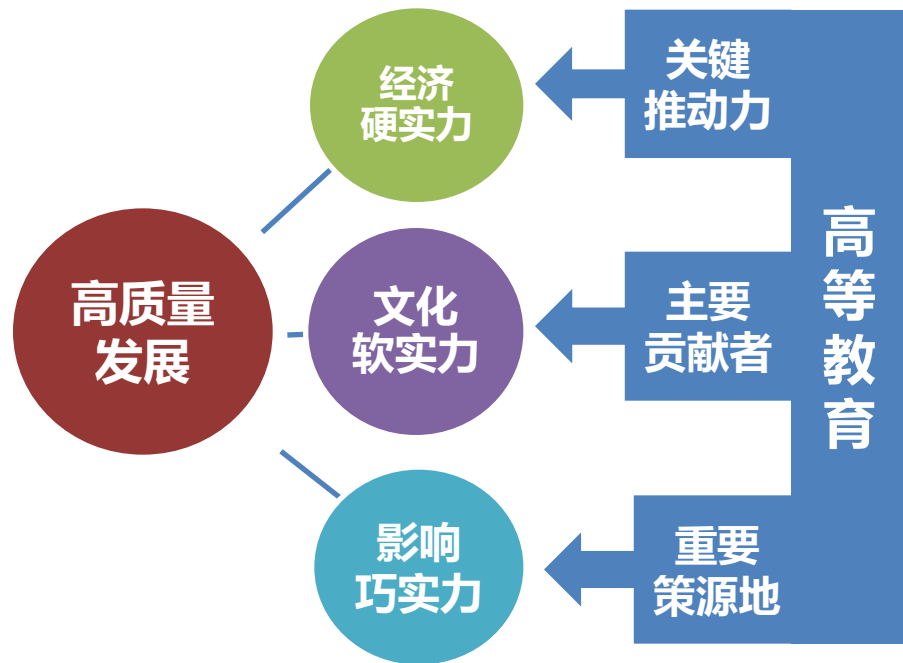 经济
硬实力
关键
推动力
高质量
发展
文化
软实力
主要
贡献者
高等教育
影响
巧实力
重要
策源地